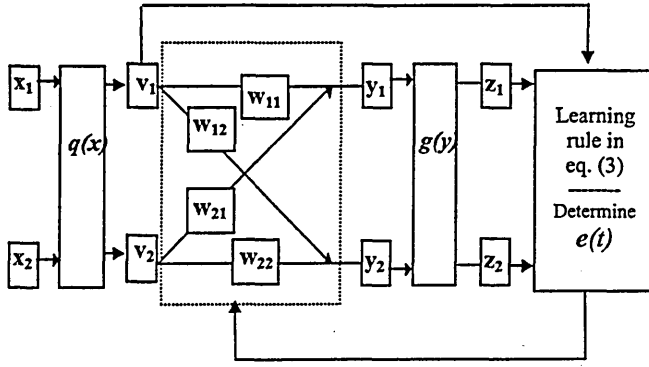 x₁
q(x)
v₁
w₁₁
w₁₂
y₁
g(y)
z₁
Learning
rule in
eq. (3)
Determine
e(t)
w₂₁
x₂
v₂
w₂₂
y₂
z₂